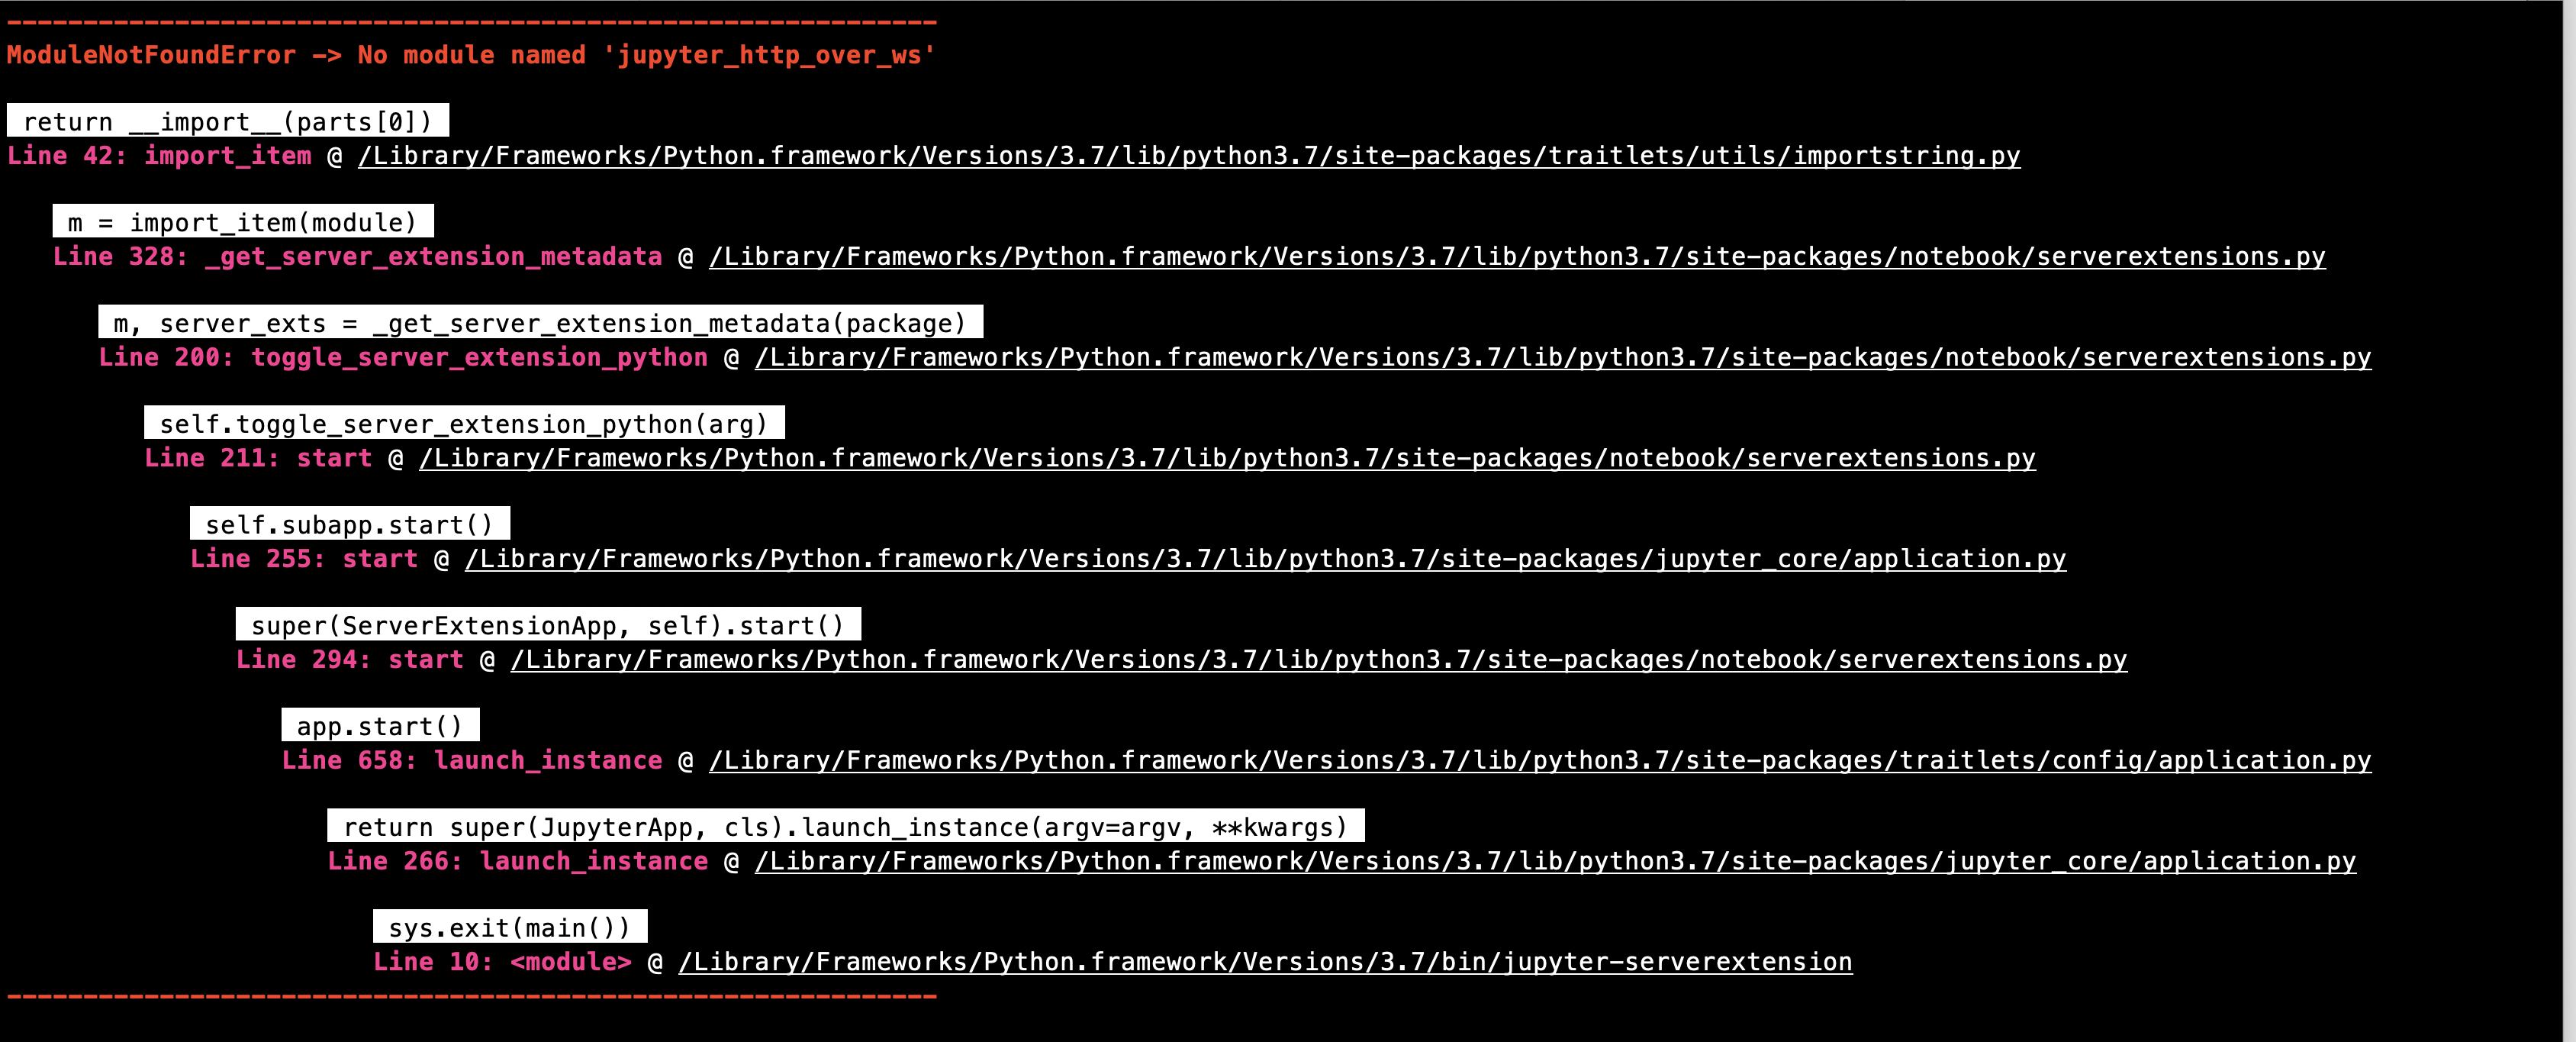 ModuleNotFoundError -> No module named 'jupyter_http_over_ws'
return __import__(parts[0])
Line 42: import_item @ /Library/Frameworks/Python.framework/Versions/3.7/lib/python3.7/site-packages/traitlets/utils/importstring.py
m = import_item(module)
Line 328: _get_server_extension_metadata @ /Library/Frameworks/Python.framework/Versions/3.7/lib/python3.7/site-packages/notebook/serverextensions.py
m, server_exts = _get_server_extension_metadata(package)
Line 200: toggle_server_extension_python @ /Library/Frameworks/Python.framework/Versions/3.7/lib/python3.7/site-packages/notebook/serverextensions.py
self.toggle_server_extension_python(arg)
Line 211: start @ /Library/Frameworks/Python.framework/Versions/3.7/lib/python3.7/site-packages/notebook/serverextensions.py
self.subapp.start()
Line 255: start @ /Library/Frameworks/Python.framework/Versions/3.7/lib/python3.7/site-packages/jupyter_core/application.py
super(ServerExtensionApp, self).start()
Line 294: start @ /Library/Frameworks/Python.framework/Versions/3.7/lib/python3.7/site-packages/notebook/serverextensions.py
app.start()
Line 658: launch_instance @ /Library/Frameworks/Python.framework/Versions/3.7/lib/python3.7/site-packages/traitlets/config/application.py
return super(JupyterApp, cls).launch_instance(argv=argv, **kwargs)
Line 266: launch_instance @ /Library/Frameworks/Python.framework/Versions/3.7/lib/python3.7/site-packages/jupyter_core/application.py
sys.exit(main())
Line 10: <module> @ /Library/Frameworks/Python.framework/Versions/3.7/bin/jupyter-serverextension